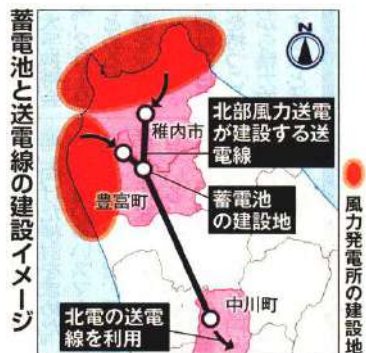 蓄電池と送電線の建設イメージ
N
北部風力送電
が建設する送
電線
稚内市
豊富町
蓄電池
の建設地
中川町
北電の送電
線を利用
風力発電所の建設地